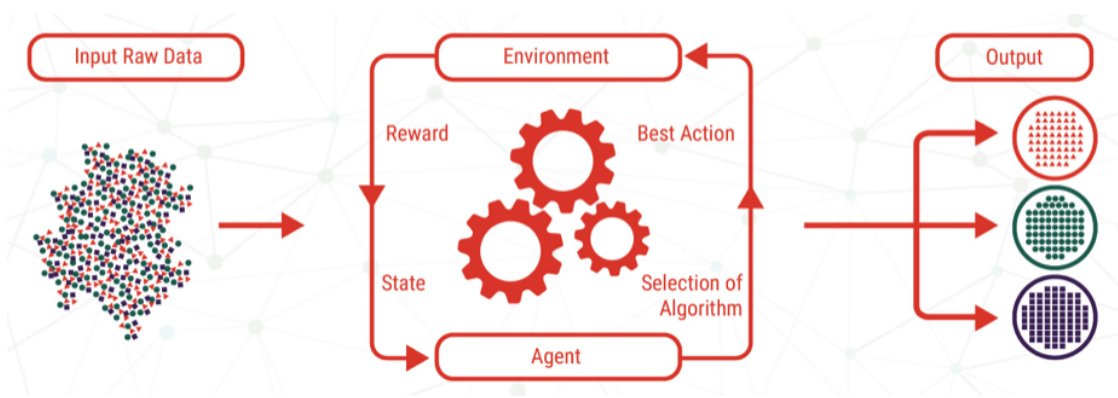 Input Raw Data
Environment
Output
Reward
Best Action
State
Selection of
Algorithm
Agent